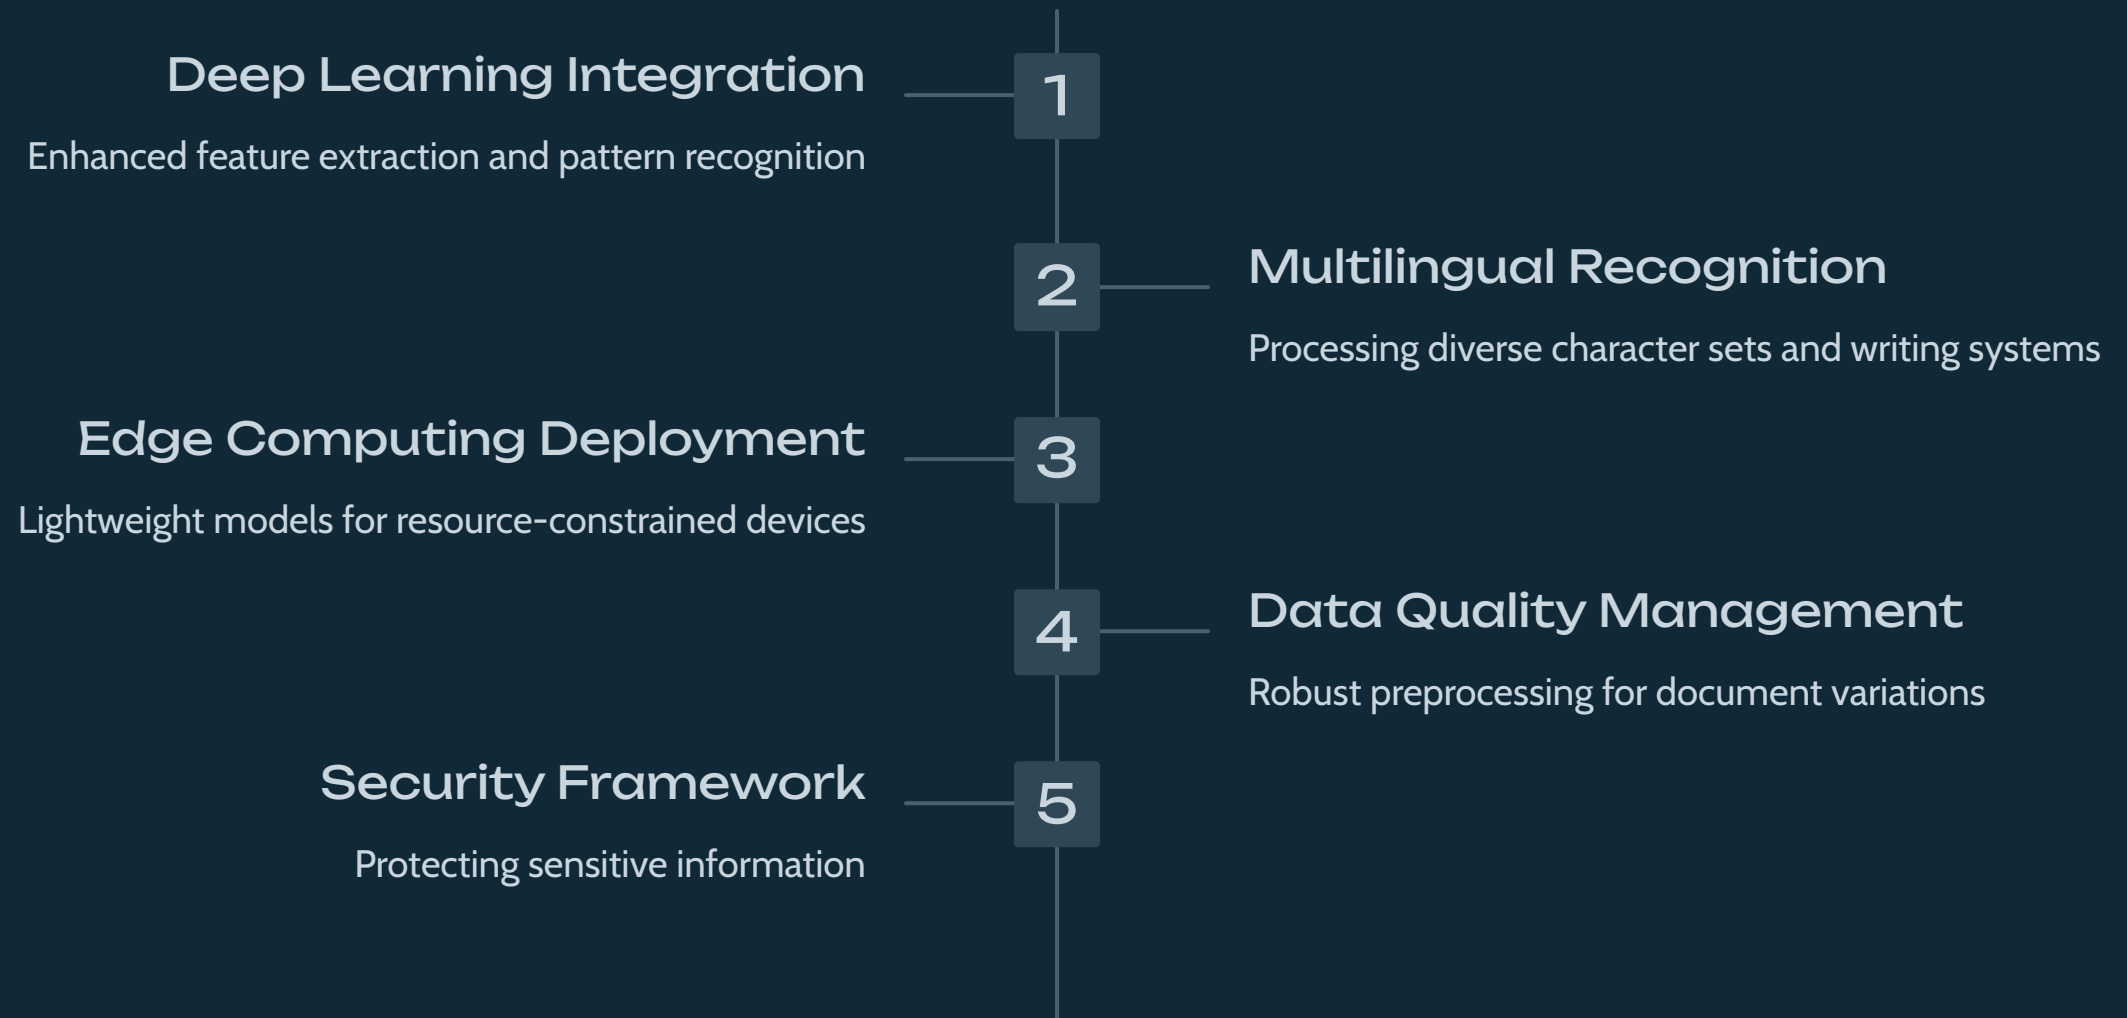 Deep Learning Integration
Enhanced feature extraction and pattern recognition
1
2
Multilingual Recognition
Processing diverse character sets and writing systems
Edge Computing Deployment
Lightweight models for resource-constrained devices
3
4
Data Quality Management
Robust preprocessing for document variations
Security Framework
Protecting sensitive information
5